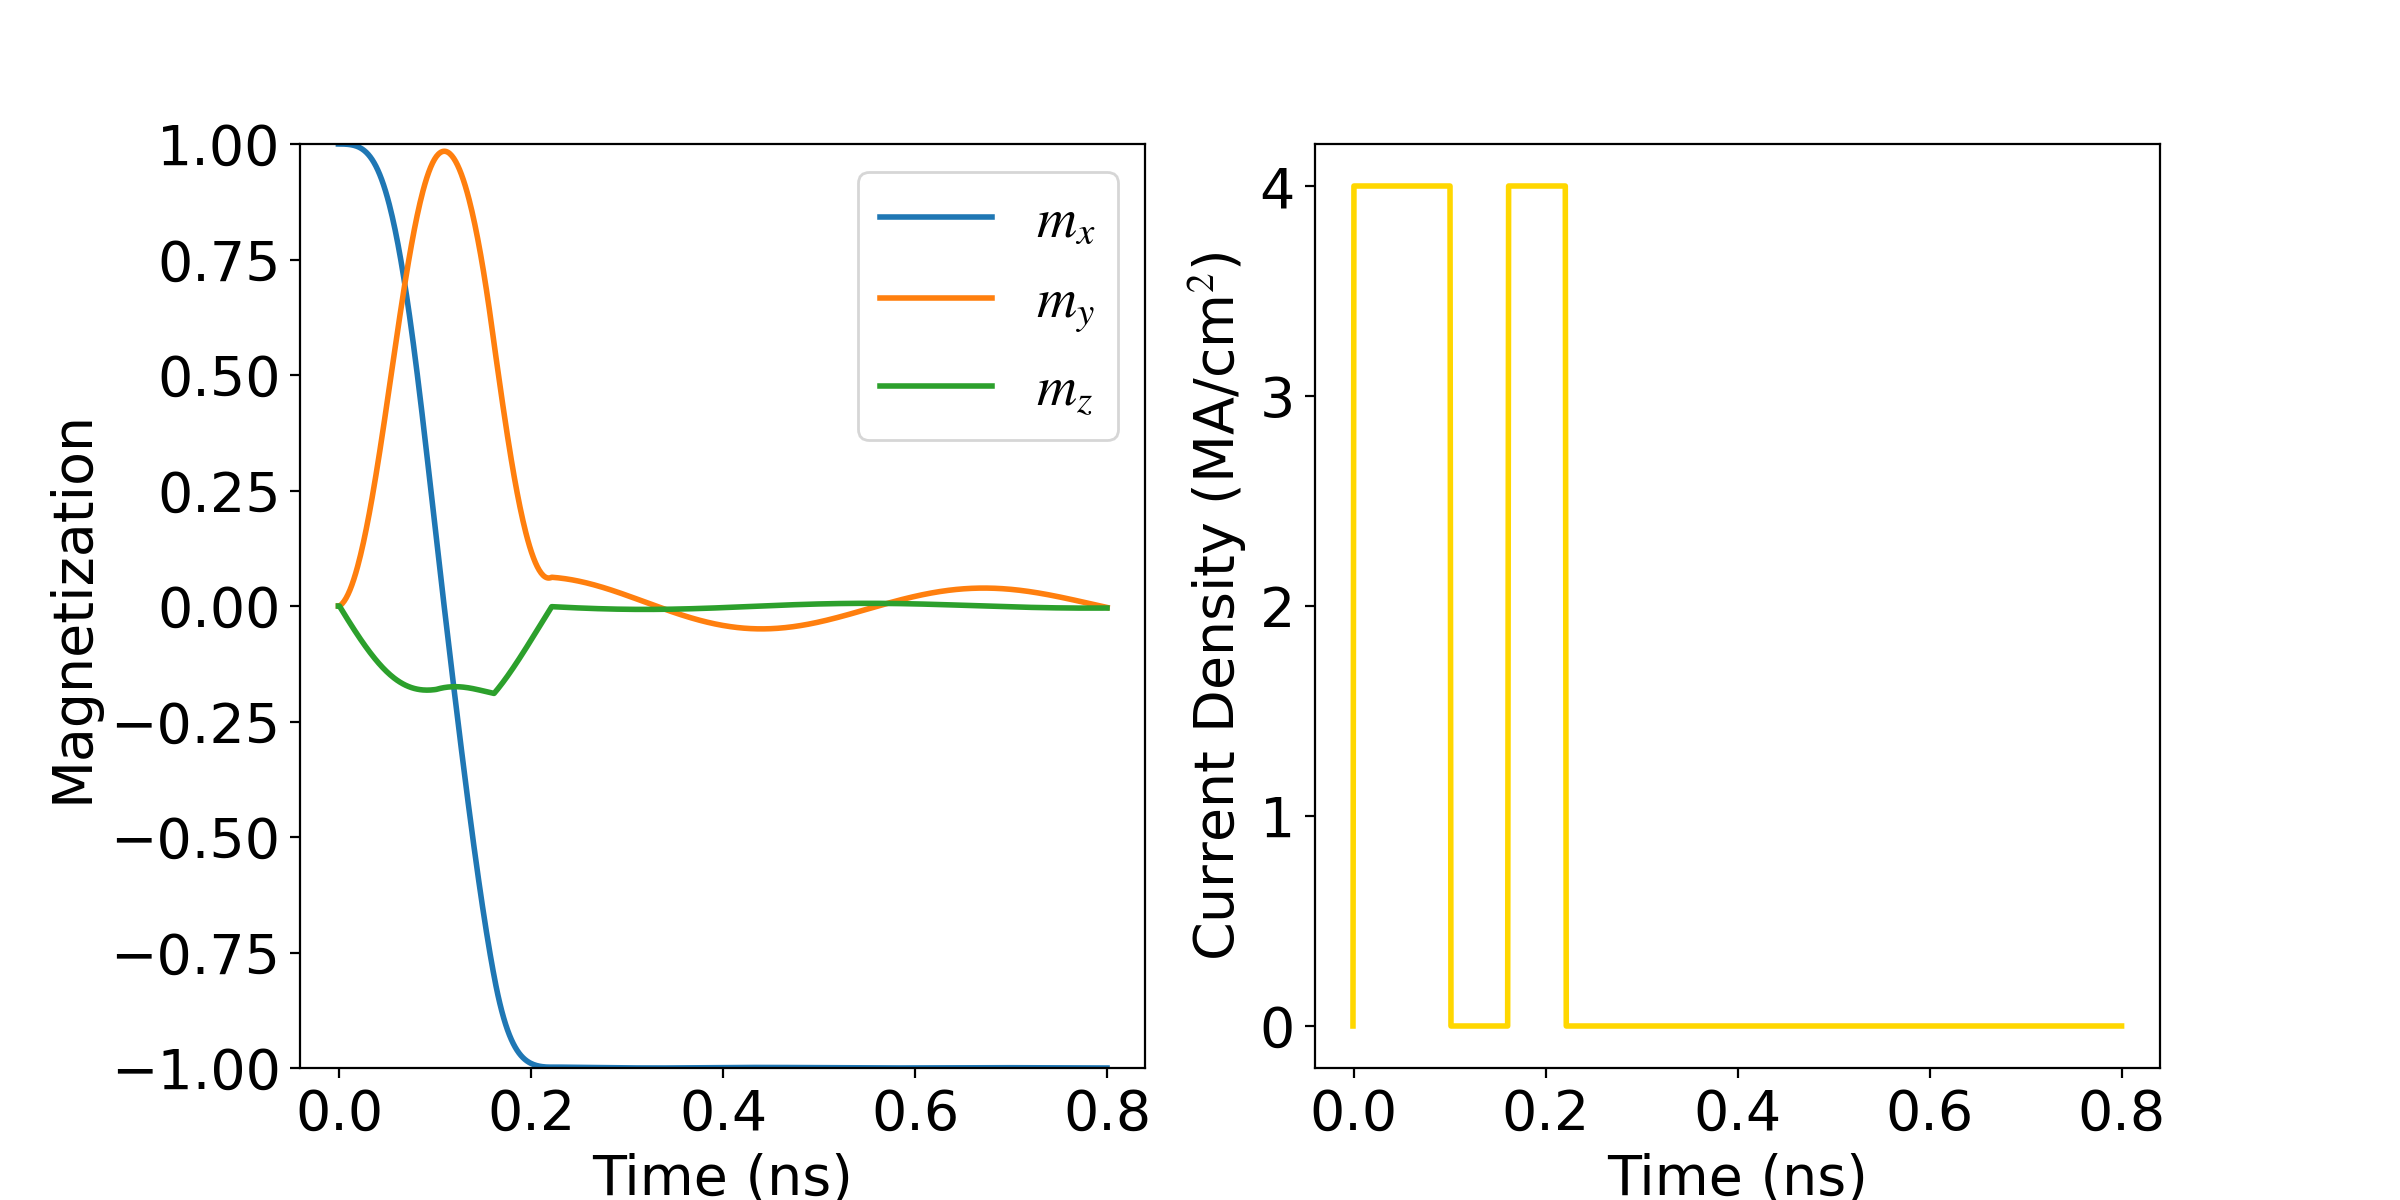 1.00
0.75
0.50
0.25
0.00
−0.25
−0.50
−0.75
−1.00
Magnetization
0.0 0.2 0.4 0.6 0.8
Time (ns)
m_x
m_y
m_z
4
3
2
1
0
Current Density (MA/cm²)
0.0 0.2 0.4 0.6 0.8
Time (ns)